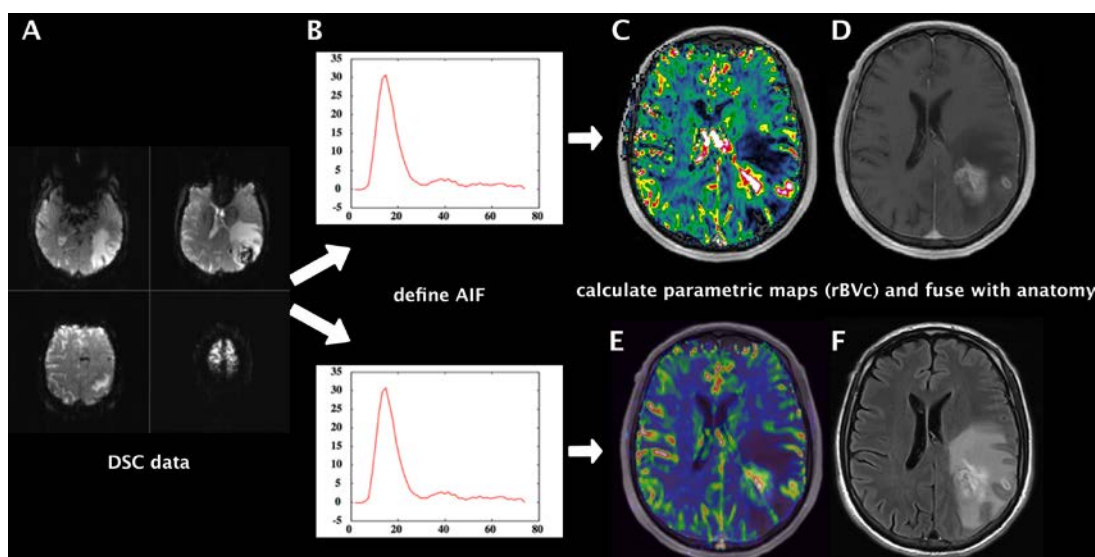 A
B
C
D
35
30
25
20
15
10
5
0
-5
0 20 40 60 80
define AIF
calculate parametric maps (rBVc) and fuse with anatomy
DSC data
E
F
35
30
25
20
15
10
5
0
-5
0 20 40 60 80